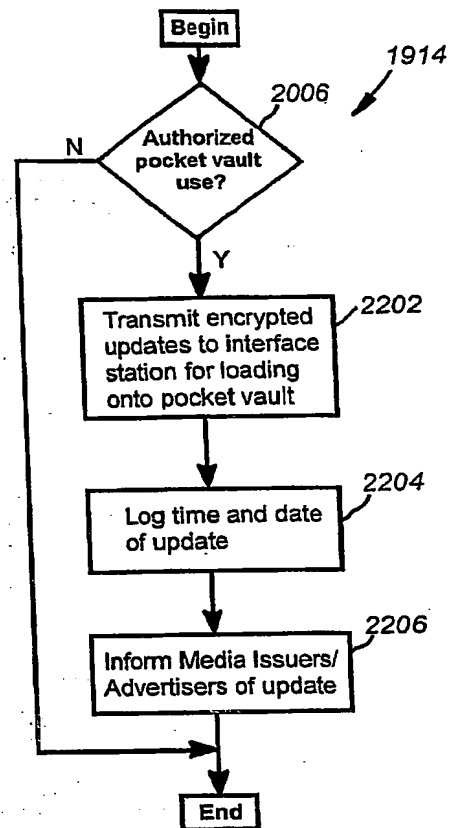 Begin
1914
2006
Authorized
pocket vault
use?
N
Y
2202
Transmit encrypted
updates to interface
station for loading
onto pocket vault
2204
Log time and date
of update
2206
Inform Media Issuers/
Advertisers of update
End